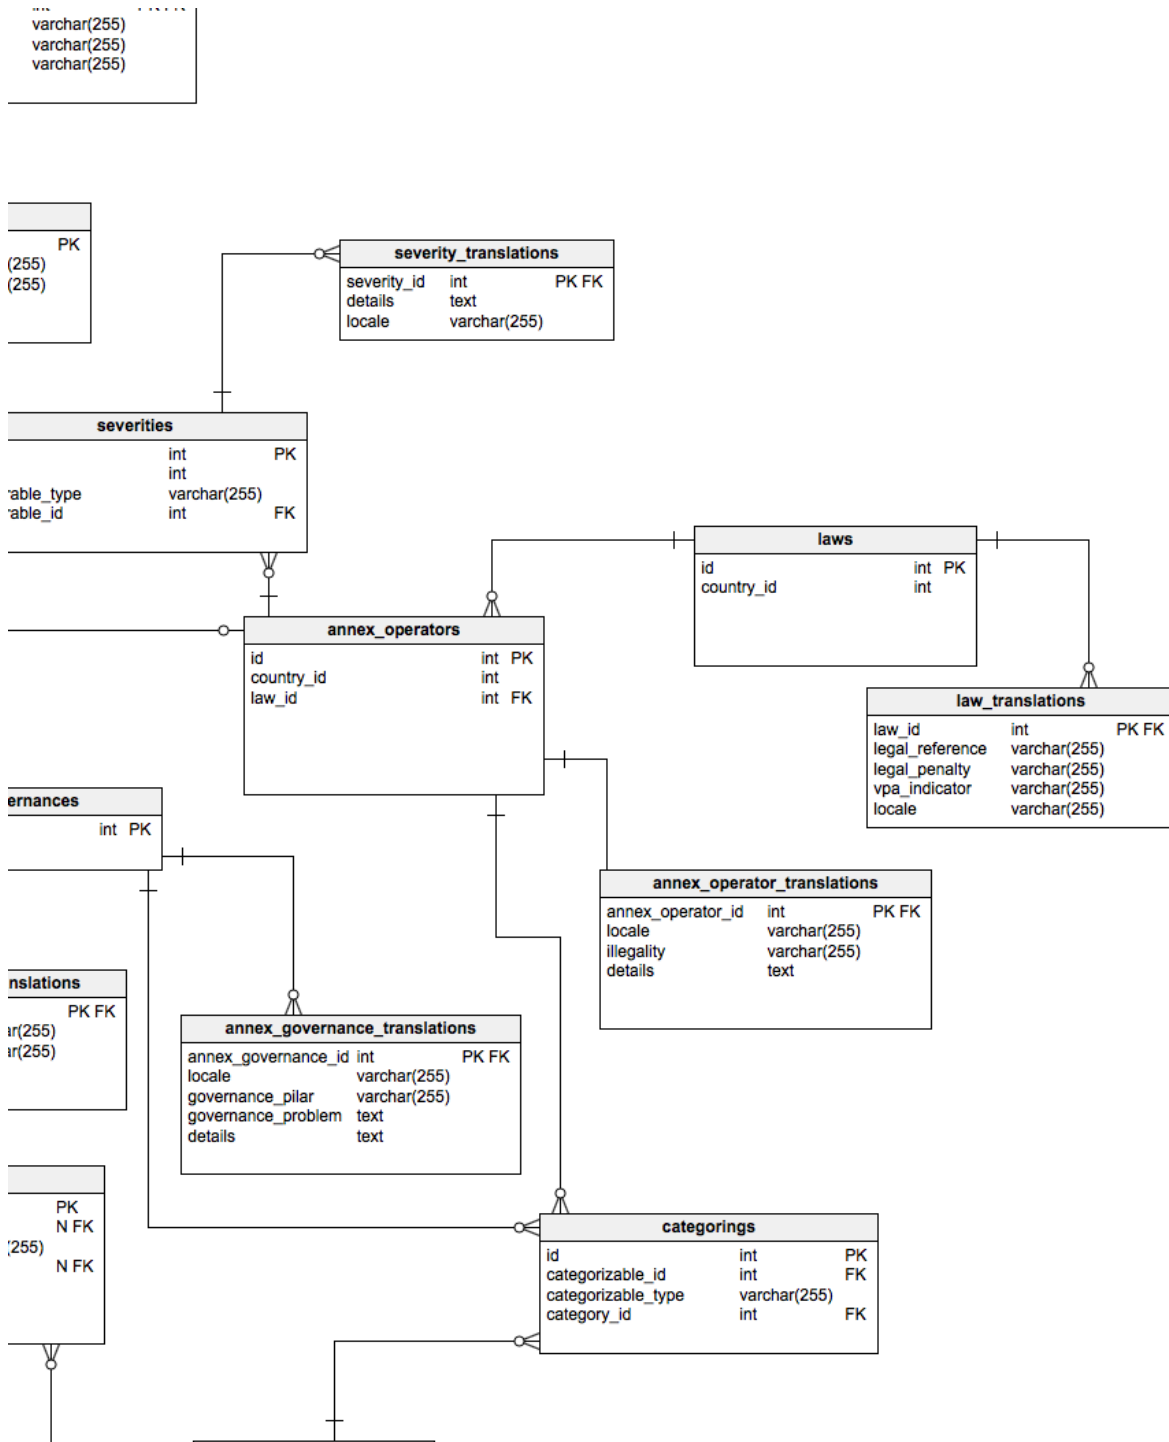 varchar(255)
varchar(255)
varchar(255)
PK
(255)
(255)
severity_translations
severity_id int PK FK
details text
locale varchar(255)
severities
int PK
int
rable_type varchar(255)
rable_id int FK
laws
id int PK
country_id int
annex_operators
id int PK
country_id int
law_id int FK
law_translations
law_id int PK FK
legal_reference varchar(255)
legal_penalty varchar(255)
vpa_indicator varchar(255)
locale varchar(255)
ernances
int PK
annex_operator_translations
annex_operator_id int PK FK
locale varchar(255)
illegality varchar(255)
details text
nslations
PK FK
ar(255)
ar(255)
annex_governance_translations
annex_governance_id int PK FK
locale varchar(255)
governance_pilar varchar(255)
governance_problem text
details text
PK
N FK
(255)
N FK
categorings
id int PK
categorizable_id int FK
categorizable_type varchar(255)
category_id int FK